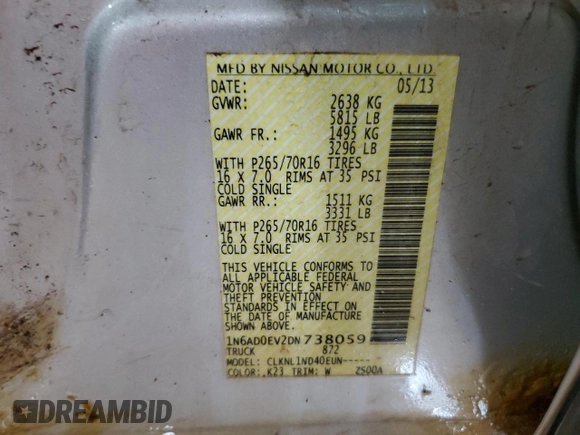 MFD BY NISSAN MOTOR CO., LTD
DATE: 05/13
GVWR: 2638 KG
5815 LB
GAWR FR.: 1495 KG
3296 LB
WITH P265/70R16 TIRES
16 X 7.0 RIMS AT 35 PSI
COLD SINGLE
GAWR RR.: 1511 KG
3331 LB
WITH P265/70R16 TIRES
16 X 7.0 RIMS AT 35 PSI
COLD SINGLE
THIS VEHICLE CONFORMS TO
ALL APPLICABLE FEDERAL
MOTOR VEHICLE SAFETY AND
THEFT PREVENTION
STANDARDS IN EFFECT ON THE
DATE OF MANUFACTURE
SHOWN ABOVE.
1N6AD0EV2DN738059
TRUCK 872
MODEL: CLKNL1ND40EUN-----
COLOR: K23 TRIM: W ZS00A
DREAMBID